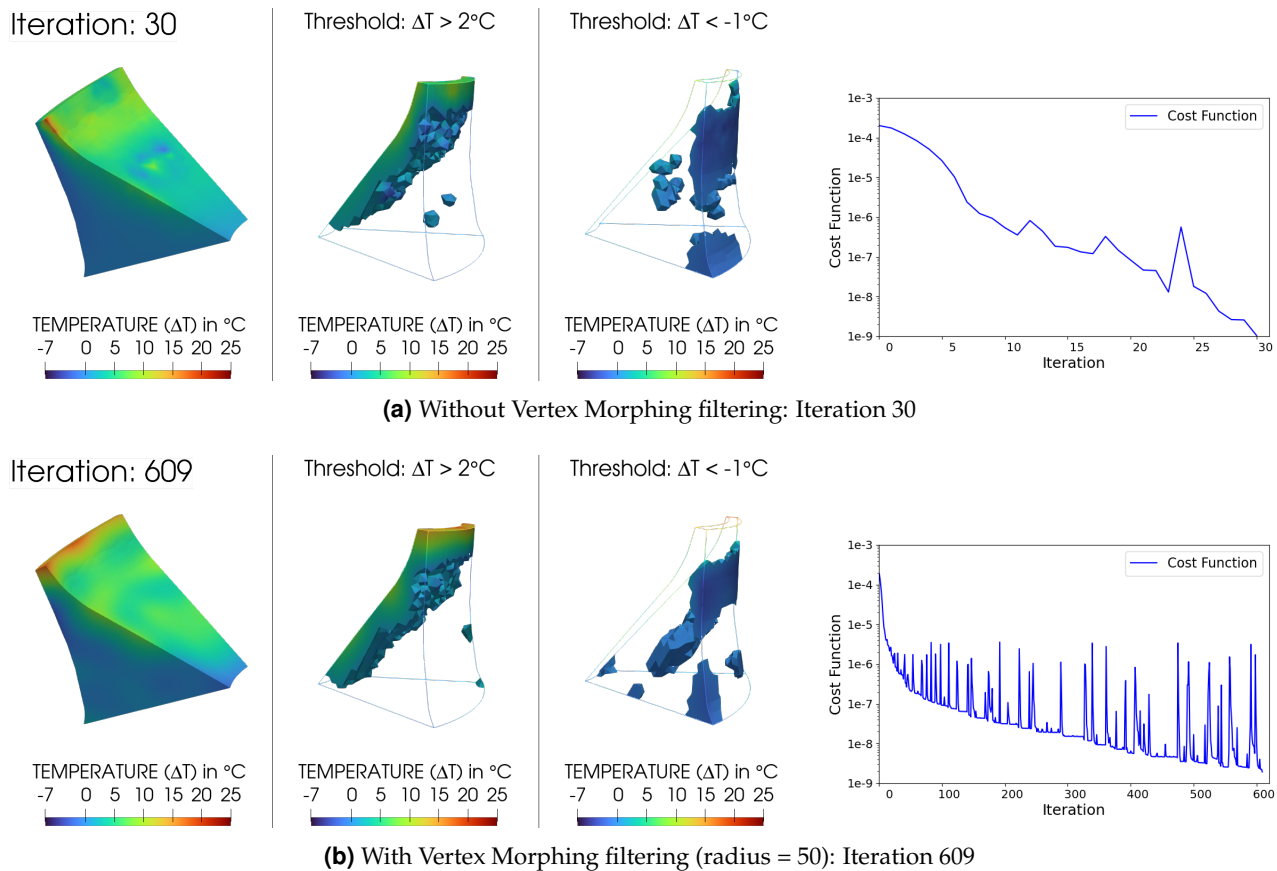 Iteration: 30
Threshold: ΔT > 2°C
Threshold: ΔT < -1°C
TEMPERATURE (ΔT) in °C
-7 0 5 10 15 20 25
TEMPERATURE (ΔT) in °C
-7 0 5 10 15 20 25
TEMPERATURE (ΔT) in °C
-7 0 5 10 15 20 25
Cost Function
1e-3
1e-4
1e-5
1e-6
1e-7
1e-8
1e-9
Cost Function
0 5 10 15 20 25 30
Iteration
(a) Without Vertex Morphing filtering: Iteration 30
Iteration: 609
Threshold: ΔT > 2°C
Threshold: ΔT < -1°C
TEMPERATURE (ΔT) in °C
-7 0 5 10 15 20 25
TEMPERATURE (ΔT) in °C
-7 0 5 10 15 20 25
TEMPERATURE (ΔT) in °C
-7 0 5 10 15 20 25
Cost Function
1e-3
1e-4
1e-5
1e-6
1e-7
1e-8
1e-9
Cost Function
0 100 200 300 400 500 600
Iteration
(b) With Vertex Morphing filtering (radius = 50): Iteration 609